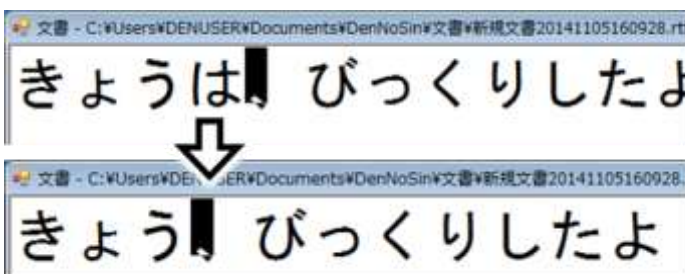 文書 - C:¥Users¥DENUSER¥Documents¥DenNoSin¥文書¥新規文書20141105160928.rt
きょうは、びっくりしたよ
文書 - C:¥Users¥DE SER¥Documents¥DenNoSin¥文書¥新規文書20141105160928.
きょう、びっくりしたよ